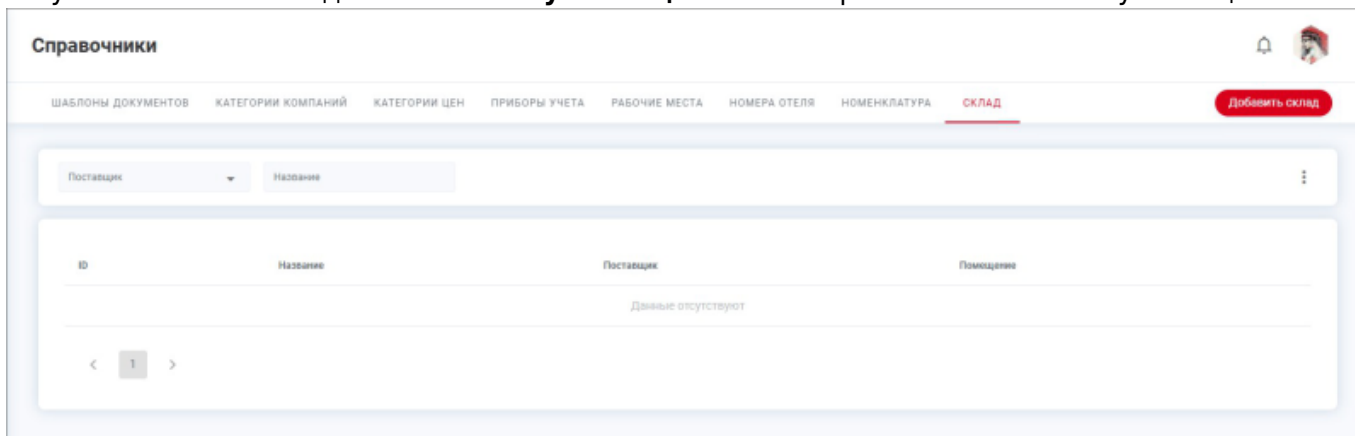 Справочники
ШАБЛОНЫ ДОКУМЕНТОВ КАТЕГОРИИ КОМПАНИЙ КАТЕГОРИИ ЦЕН ПРИБОРЫ УЧЕТА РАБОЧИЕ МЕСТА НОМЕРА ОТЕЛЯ НОМЕНКЛАТУРА СКЛАД Добавить склад
Поставщик Название
ID Название Поставщик Помещение
Данные отсутствуют
< 1 >